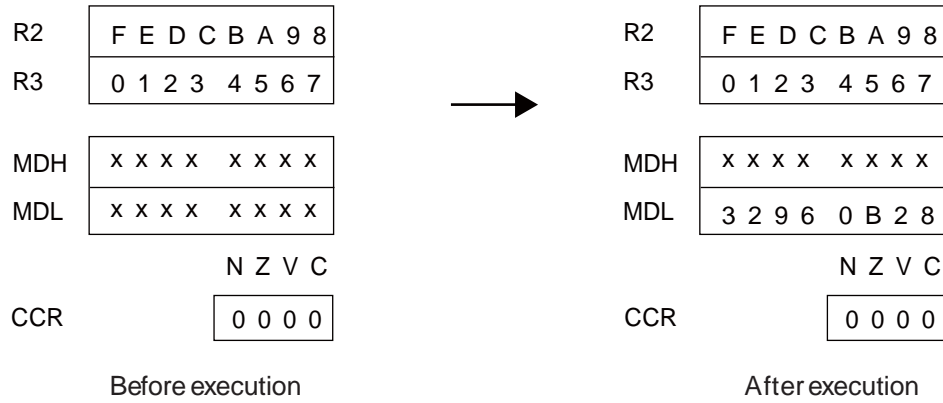 R2 F E D C B A 9 8 R2 F E D C B A 9 8
R3 0 1 2 3 4 5 6 7 R3 0 1 2 3 4 5 6 7
MDH x x x x x x x x MDH x x x x x x x x
MDL x x x x x x x x MDL 3 2 9 6 0 B 2 8
N Z V C N Z V C
CCR 0 0 0 0 CCR 0 0 0 0
Before execution After execution